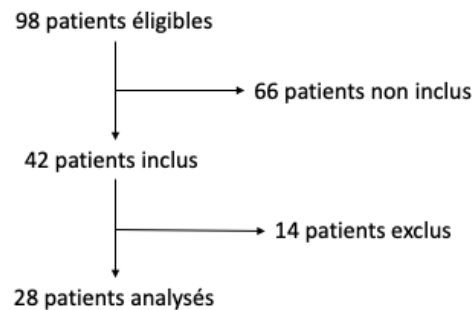 98 patients éligibles
66 patients non inclus
42 patients inclus
14 patients exclus
28 patients analysés